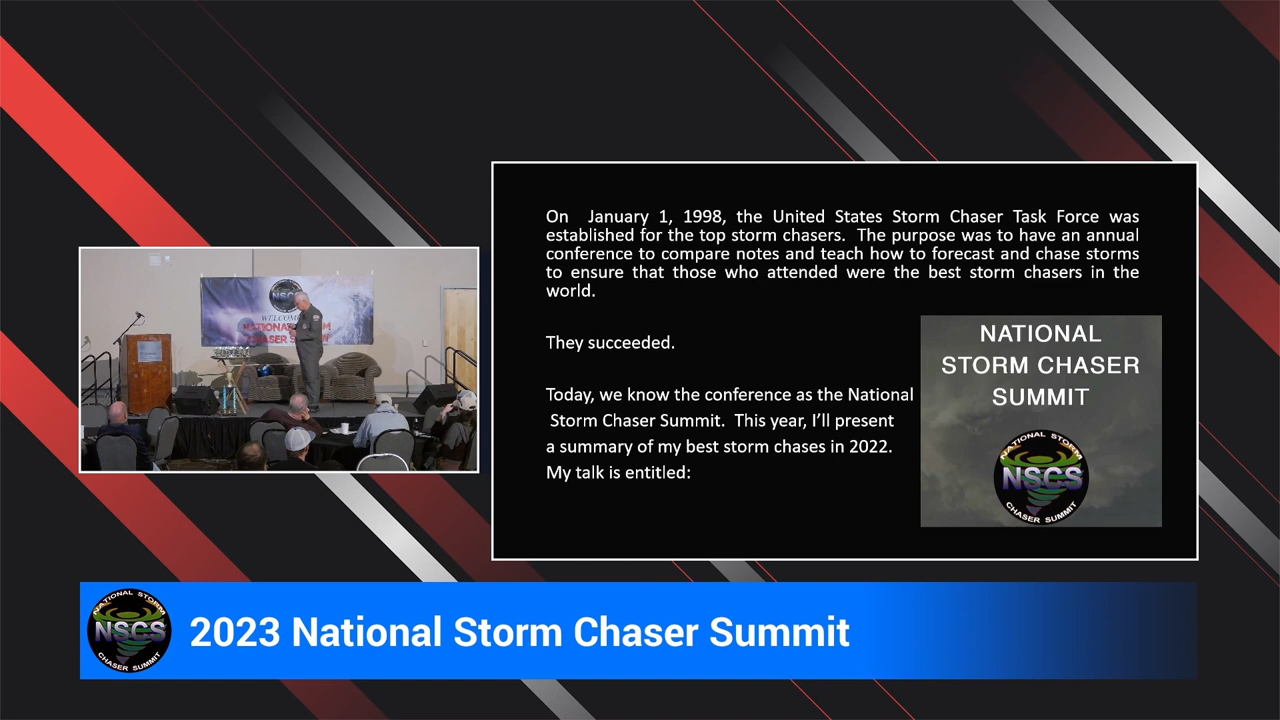 On January 1, 1998, the United States Storm Chaser Task Force was
established for the top storm chasers. The purpose was to have an annual
conference to compare notes and teach how to forecast and chase storms
to ensure that those who attended were the best storm chasers in the
world.
They succeeded.
Today, we know the conference as the National
Storm Chaser Summit. This year, I’ll present
a summary of my best storm chases in 2022.
My talk is entitled:
NATIONAL
STORM CHASER
SUMMIT
NATIONAL STORM
NSCS
CHASER SUMMIT
NSCS
WELCOME
NATIONAL
CHASER
NATIONAL STORM
NSCS
CHASER SUMMIT
2023 National Storm Chaser Summit